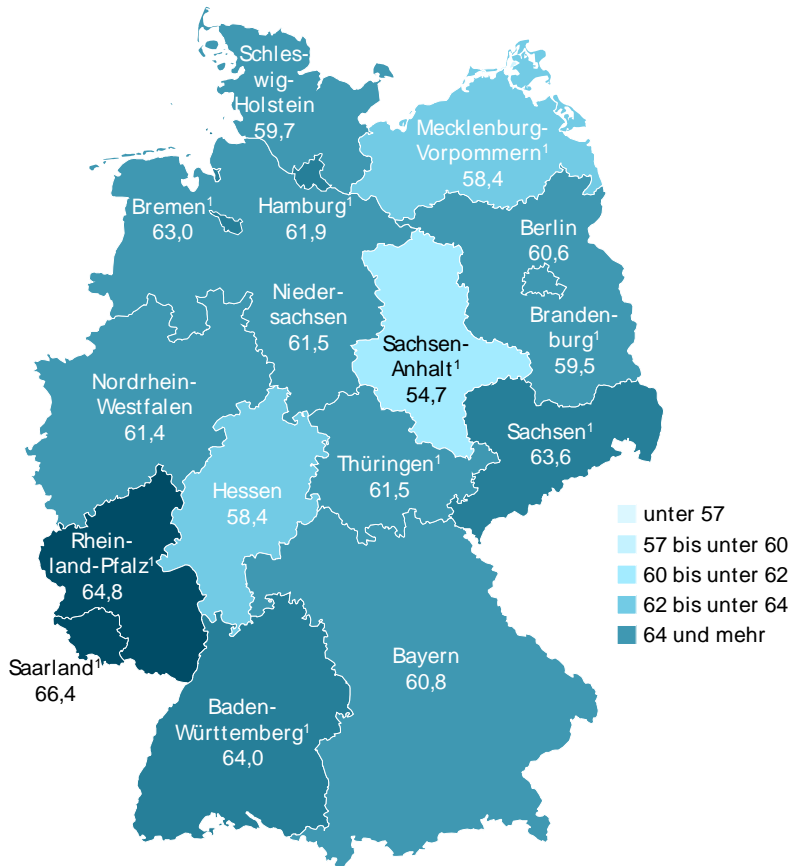 Schles-
wig-
Holstein
59,7
Mecklenburg-
Vorpommern¹
58,4
Bremen¹
63,0
Hamburg¹
61,9
Berlin
60,6
Nieder-
sachsen
61,5
Branden-
burg¹
59,5
Sachsen-
Anhalt¹
54,7
Nordrhein-
Westfalen
61,4
Sachsen¹
63,6
Thüringen¹
61,5
Hessen
58,4
Rhein-
land-Pfalz¹
64,8
Saarland¹
66,4
Bayern
60,8
Baden-
Württemberg¹
64,0
unter 57
57 bis unter 60
60 bis unter 62
62 bis unter 64
64 und mehr